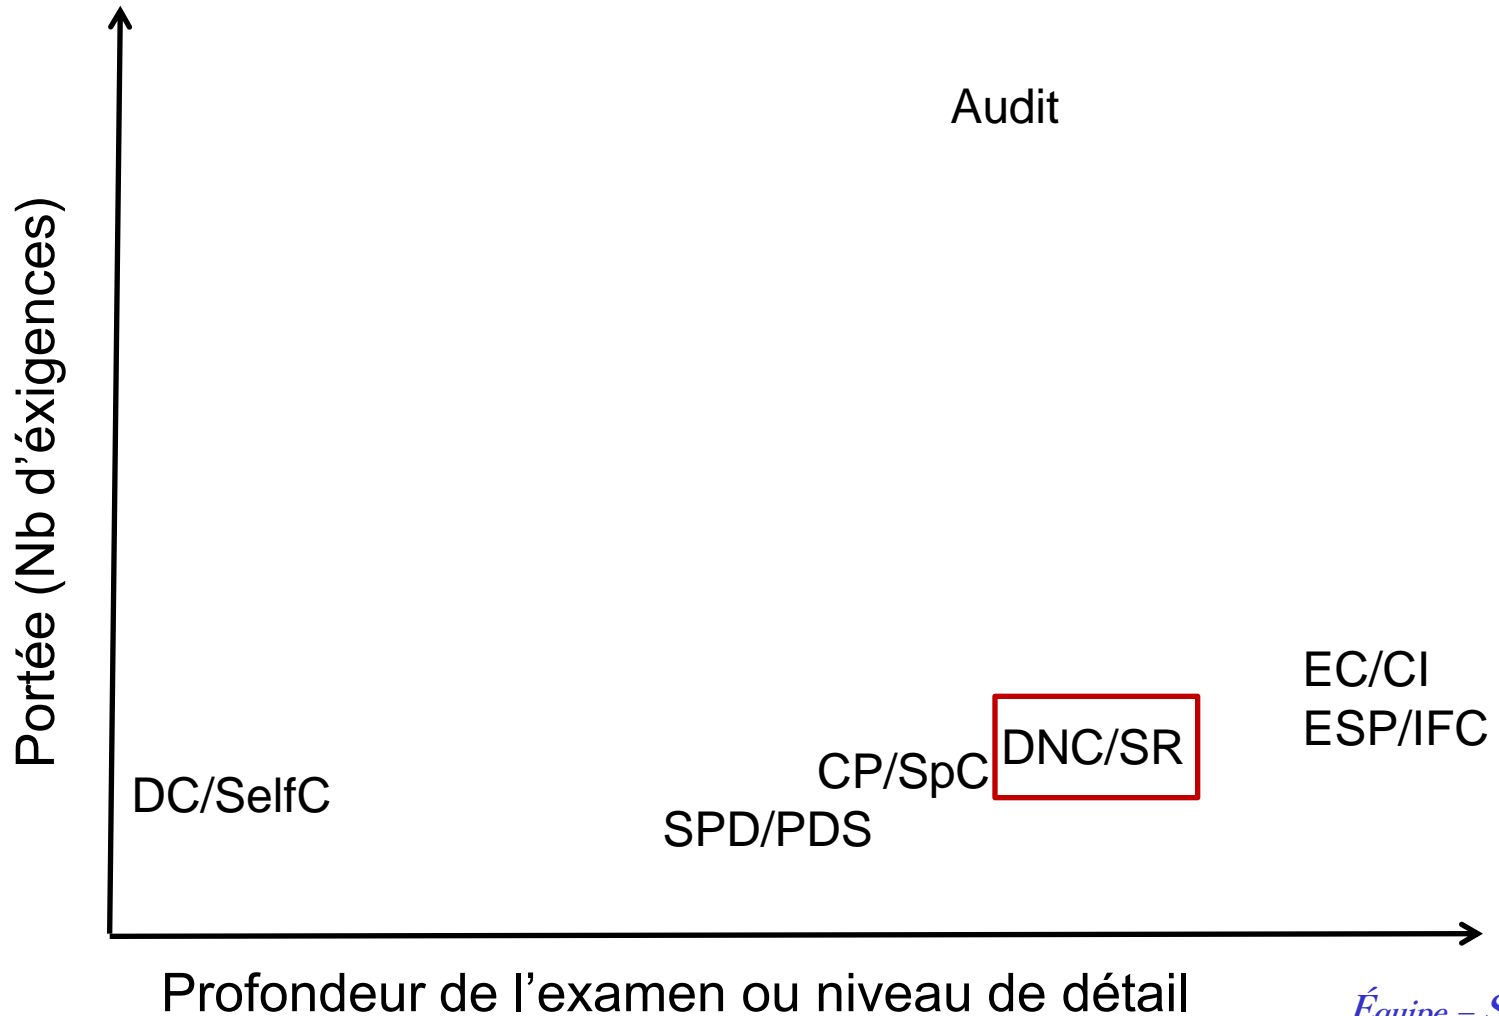 Audit
Portée (Nb d’éxigences)
EC/CI
ESP/IFC
DNC/SR
CP/SpC
DC/SelfC
SPD/PDS
Profondeur de l’examen ou niveau de détail
Équipe – S